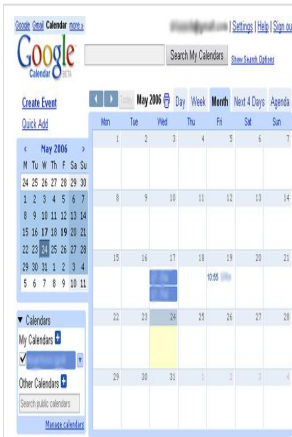 Google Gmail Calendar more »
Settings | Help | Sign ou
Google
Calendar BETA
Search My Calendars
Show Search Options
Create Event
Quick Add
Today May 2006 Day Week Month Next 4 Days Agenda
Mon Tue Wed Thu Fri Sat Sun
1 2 3 4 5 6 7
8 9 10 11 12 13 14
15 16 17 18 19 20 21
10:55
22 23 24 25 26 27 28
29 30 31 1 2 3 4
« May 2006 »
M Tu W Th F Sa Su
24 25 26 27 28 29 30
1 2 3 4 5 6 7
8 9 10 11 12 13 14
15 16 17 18 19 20 21
22 23 24 25 26 27 28
29 30 31 1 2 3 4
5 6 7 8 9 10 11
Calendars
My Calendars
Other Calendars
Search public calendars
Manage calendars